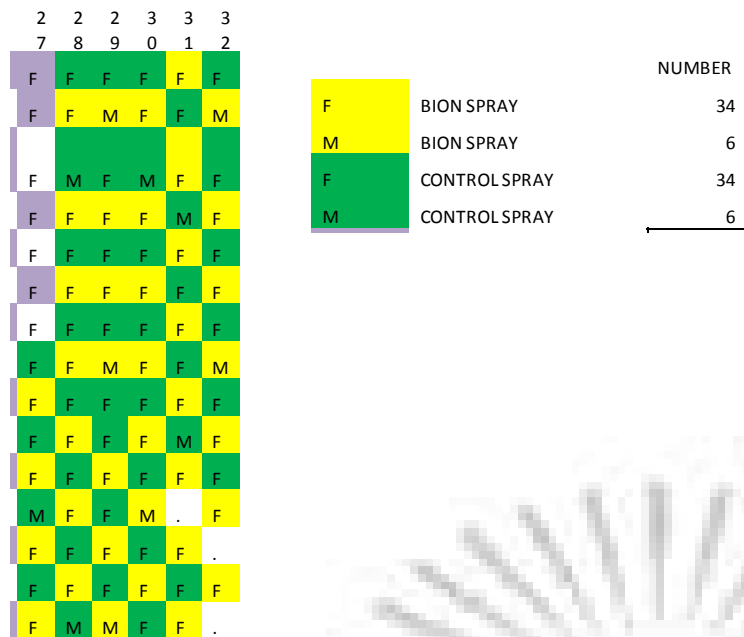 2 2 2 3 3 3
7 8 9 0 1 2
F F F F F F
F F M F F M
F M F M F F
F F F F M F
F F F F F F
F F F F F F
F F F F F F
F F M F F M
F F F F F F
F F F F M F
F F F F F F
M F F M . F
F F F F F .
F F F F F F
F M M F F .
NUMBER
F BION SPRAY 34
M BION SPRAY 6
F CONTROL SPRAY 34
M CONTROL SPRAY 6